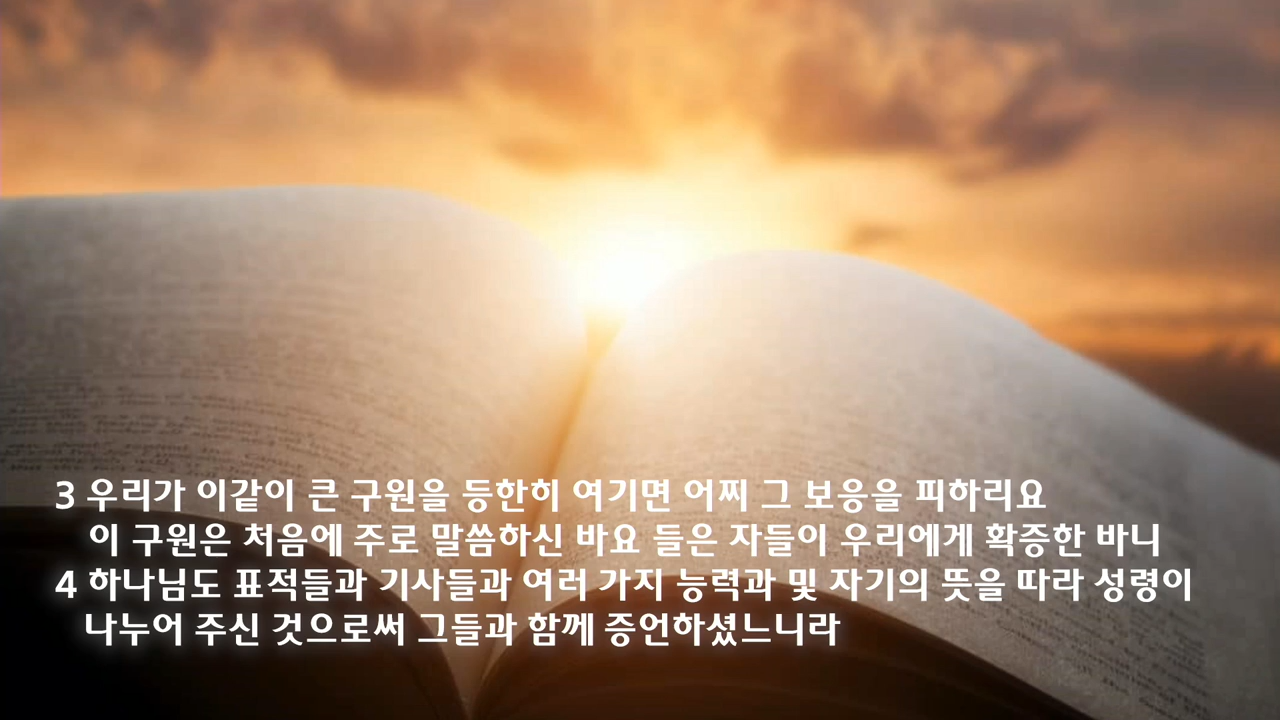 3 우리가 이같이 큰 구원을 등한히 여기면 어찌 그 보응을 피하리요
이 구원은 처음에 주로 말씀하신 바요 들은 자들이 우리에게 확증한 바니
4 하나님도 표적들과 기사들과 여러 가지 능력과 및 자기의 뜻을 따라 성령이
나누어 주신 것으로써 그들과 함께 증언하셨느니라